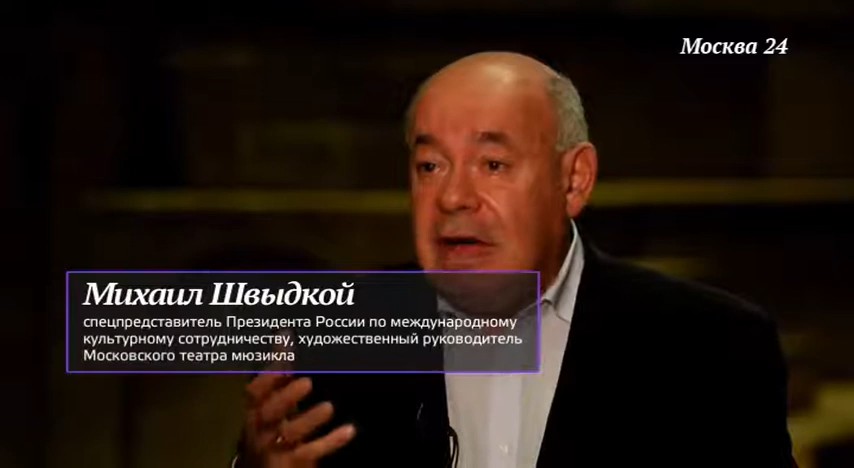 Москва 24
Михаил Швыдкой
спецпредставитель Президента России по международному
культурному сотрудничеству, художественный руководитель
Московского театра мюзикла